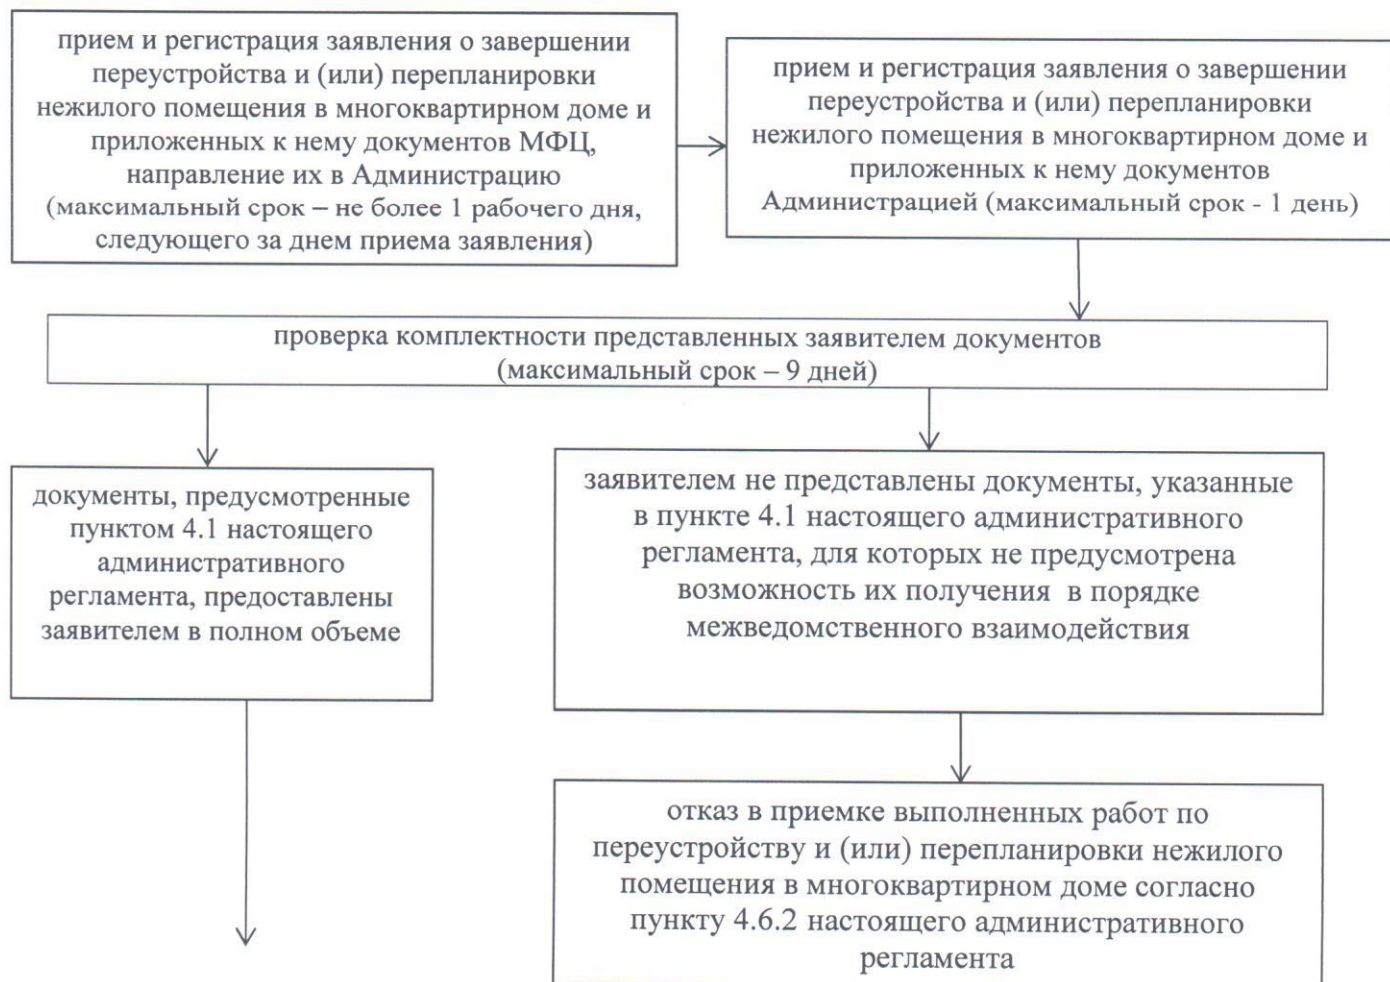 прием и регистрация заявления о завершении
переустройства и (или) перепланировки
нежилого помещения в многоквартирном доме и
приложенных к нему документов МФЦ,
направление их в Администрацию
(максимальный срок – не более 1 рабочего дня,
следующего за днем приема заявления)
прием и регистрация заявления о завершении
переустройства и (или) перепланировки
нежилого помещения в многоквартирном доме и
приложенных к нему документов
Администрацией (максимальный срок - 1 день)
проверка комплектности представленных заявителем документов
(максимальный срок – 9 дней)
документы, предусмотренные
пунктом 4.1 настоящего
административного
регламента, предоставлены
заявителем в полном объеме
заявителем не представлены документы, указанные
в пункте 4.1 настоящего административного
регламента, для которых не предусмотрена
возможность их получения в порядке
межведомственного взаимодействия
отказ в приемке выполненных работ по
переустройству и (или) перепланировки нежилого
помещения в многоквартирном доме согласно
пункту 4.6.2 настоящего административного
регламента